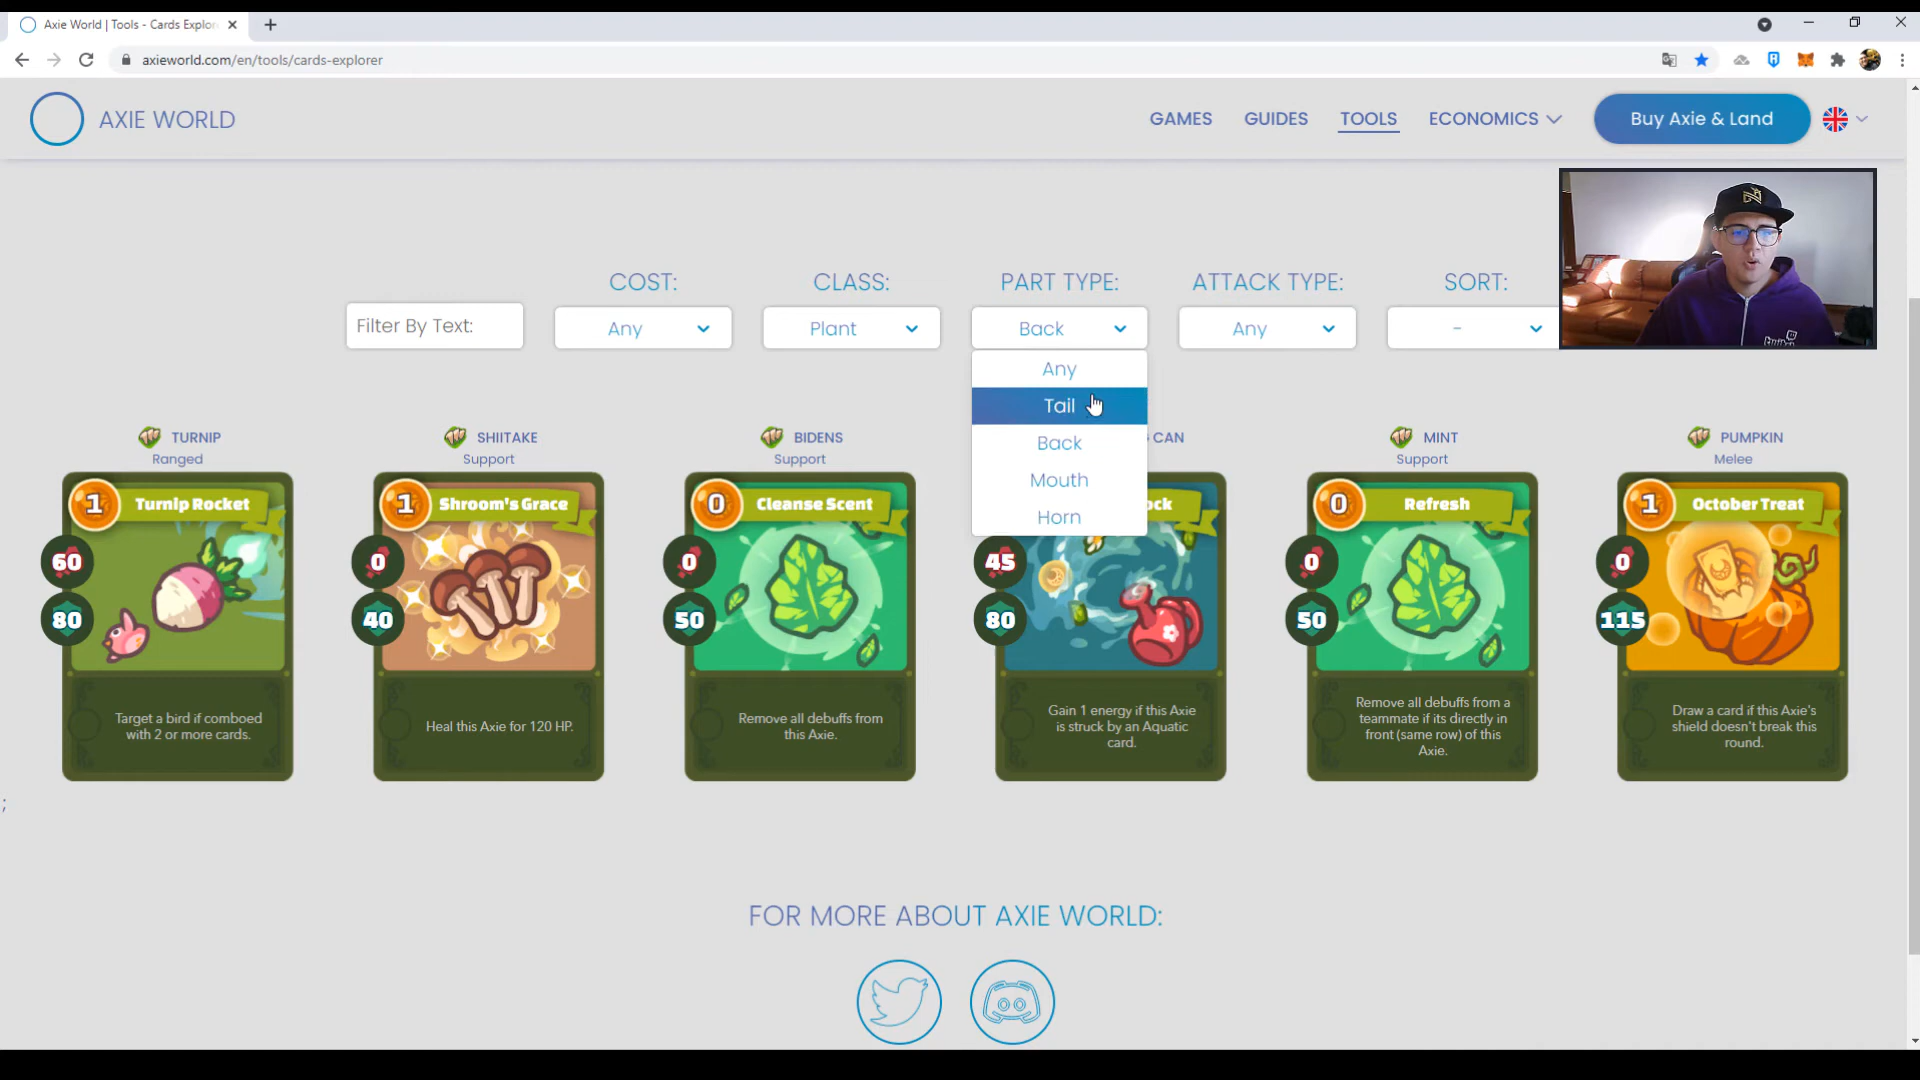 Axie World | Tools - Cards Explor
axieworld.com/en/tools/cards-explorer
AXIE WORLD
GAMES
GUIDES
TOOLS
ECONOMICS
Buy Axie & Land
COST:
CLASS:
PART TYPE:
ATTACK TYPE:
SORT:
Filter By Text:
Any
Plant
Back
Any
-
Any
Tail
Back
Mouth
Horn
TURNIP
Ranged
1
Turnip Rocket
60
80
Target a bird if comboed
with 2 or more cards.
SHIITAKE
Support
1
Shroom's Grace
0
40
Heal this Axie for 120 HP.
BIDENS
Support
0
Cleanse Scent
0
50
Remove all debuffs from
this Axie.
CAN
ock
45
80
Gain 1 energy if this Axie
is struck by an Aquatic
card.
MINT
Support
0
Refresh
0
50
Remove all debuffs from a
teammate if its directly in
front (same row) of this
Axie.
PUMPKIN
Melee
1
October Treat
0
115
Draw a card if this Axie's
shield doesn't break this
round.
;
FOR MORE ABOUT AXIE WORLD: